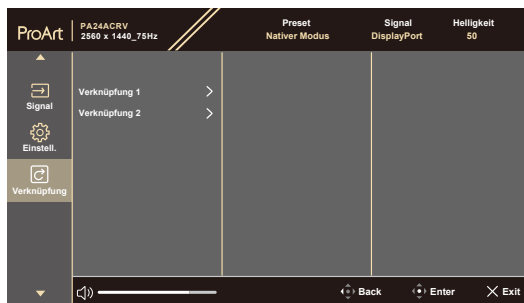 ProArt
PA24ACRV
2560 x 1440_75Hz
Preset
Nativer Modus
Signal
DisplayPort
Helligkeit
50
Signal
Einstell.
Verknüpfung
Verknüpfung 1
Verknüpfung 2
Back
Enter
Exit